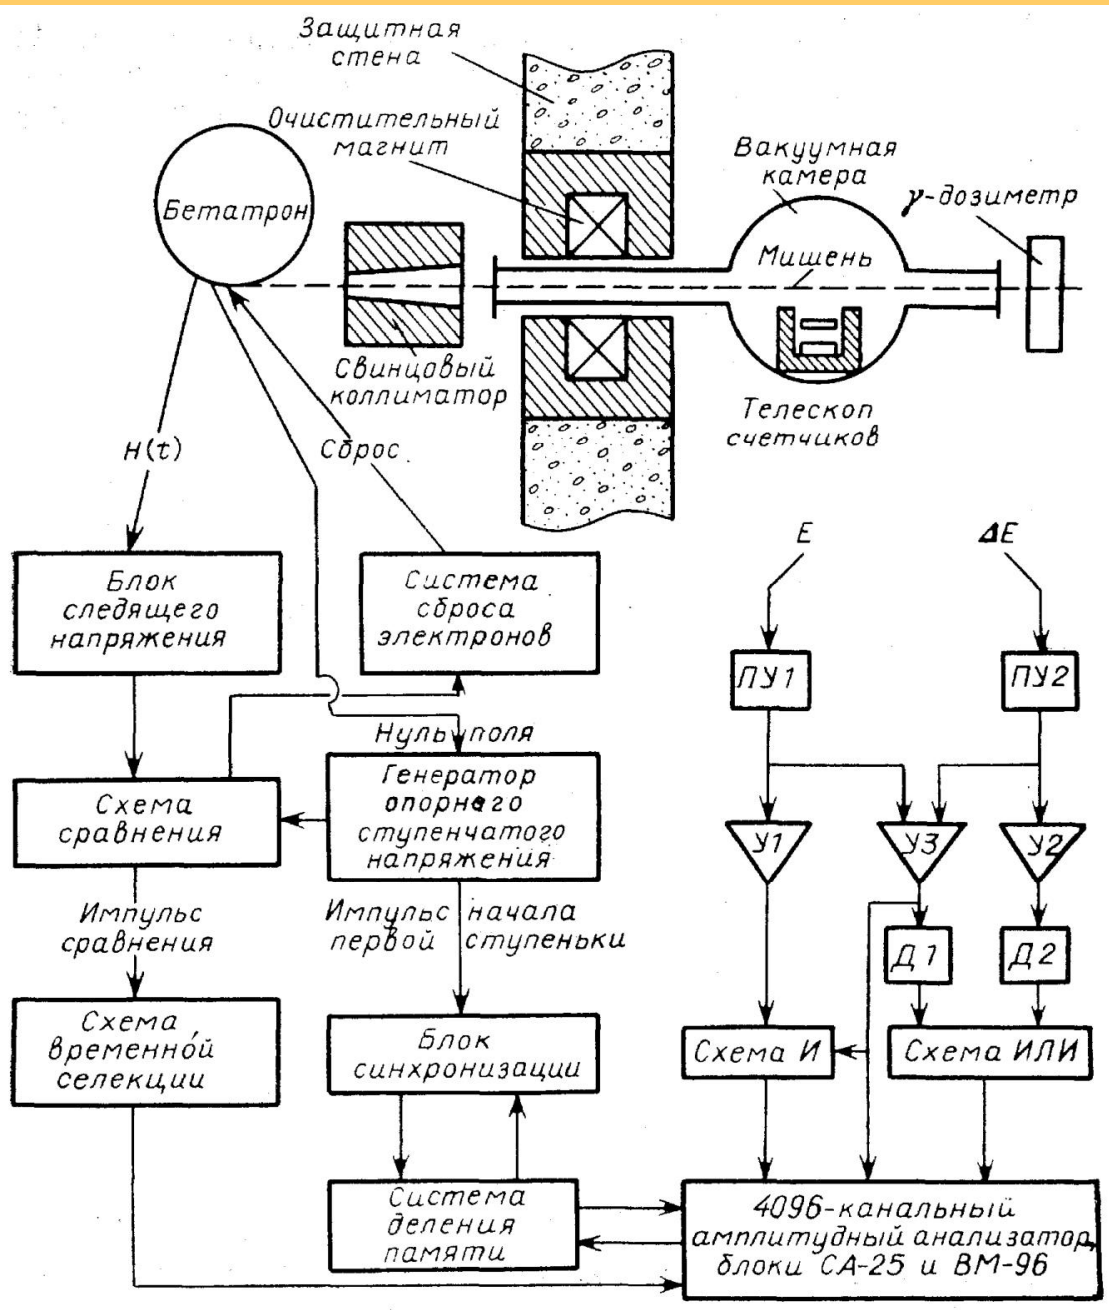 Защитная
стена
Очистительный
магнит
Вакуумная
камера
γ-дозиметр
Бетатрон
Мишень
Свинцовый
коллиматор
Телескоп
счетчиков
H(t)
Сброс
E
ΔE
Блок
следящего
напряжения
Система
сброса
электронов
ПУ1
ПУ2
Нуль поля
Схема
сравнения
Генератор
опорного
ступенчатого
напряжения
У1
У3
У2
Импульс
сравнения
Импульс начала
первой ступеньки
Д1
Д2
Схема
временной
селекции
Блок
синхронизации
Схема И
Схема ИЛИ
Система
деления
памяти
4096-канальный
амплитудный анализатор,
блоки СА-25 и ВМ-96